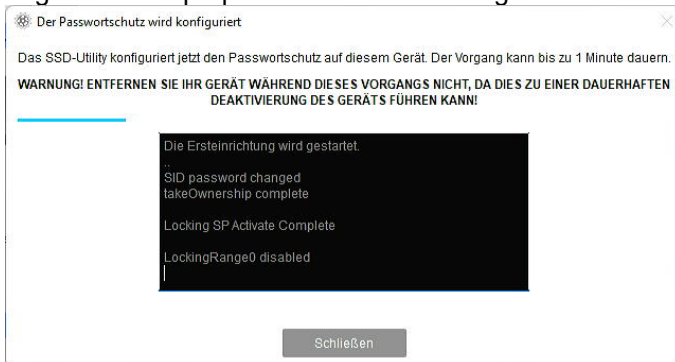 Der Passwortschutz wird konfiguriert
Das SSD-Utility konfiguriert jetzt den Passwortschutz auf diesem Gerät. Der Vorgang kann bis zu 1 Minute dauern.
WARNUNG! ENTFERNEN SIE IHR GERÄT WÄHREND DIESES VORGANGS NICHT, DA DIES ZU EINER DAUERHAFTEN
DEAKTIVIERUNG DES GERÄTS FÜHREN KANN!
Die Ersteinrichtung wird gestartet.
..
SID password changed
takeOwnership complete
Locking SP Activate Complete
LockingRange0 disabled
Schließen